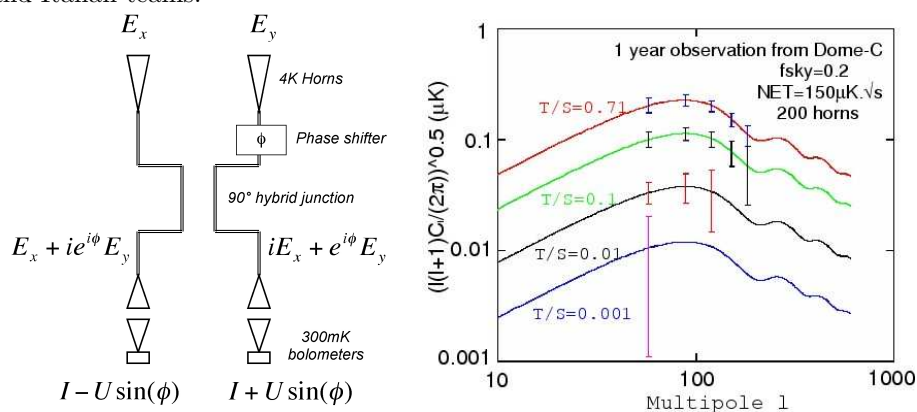 and Italian teams.
E_x E_y
4K Horns
ϕ Phase shifter
90° hybrid junction
E_x + ie^{iϕ} E_y iE_x + e^{iϕ} E_y
300mK
bolometers
I − U sin(ϕ) I + U sin(ϕ)
(l(l+1)C_l/(2π))^0.5 (μK)
1
0.1
0.01
0.001
1 year observation from Dome-C
fsky=0.2
NET=150μK.√s
200 horns
T/S=0.71
T/S=0.1
T/S=0.01
T/S=0.001
10 100 1000
Multipole l